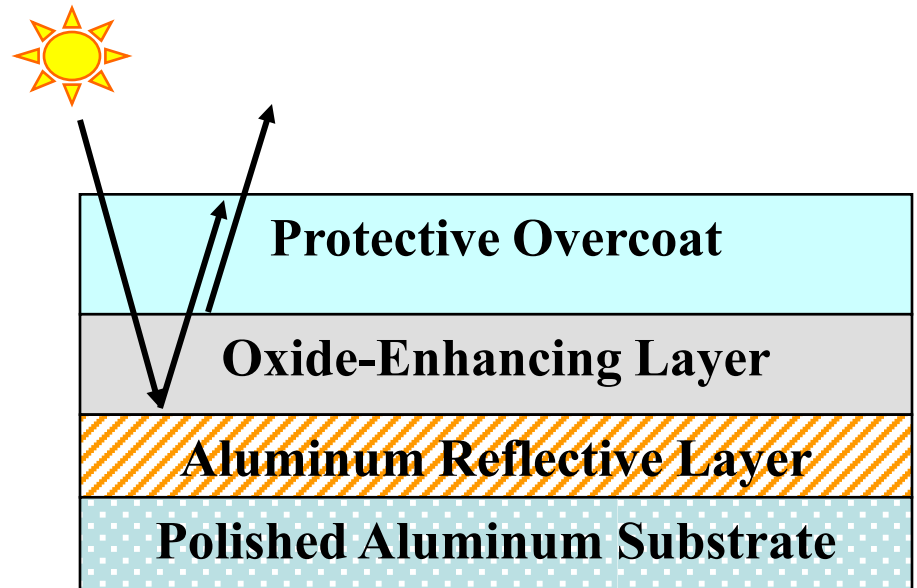 Protective Overcoat
Oxide-Enhancing Layer
Aluminum Reflective Layer
Polished Aluminum Substrate